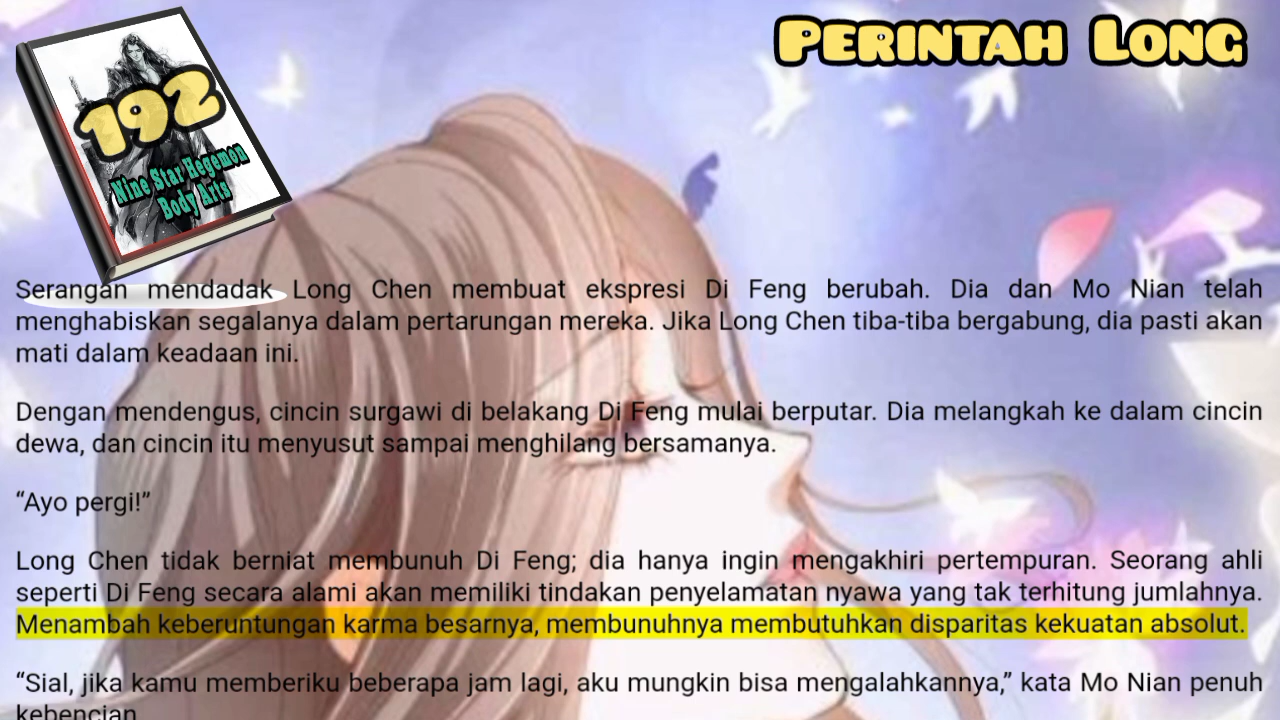 PERINTAH LONG
192
Nine Star Hegemon
Body Arts
Serangan mendadak Long Chen membuat ekspresi Di Feng berubah. Dia dan Mo Nian telah
menghabiskan segalanya dalam pertarungan mereka. Jika Long Chen tiba-tiba bergabung, dia pasti akan
mati dalam keadaan ini.
Dengan mendengus, cincin surgawi di belakang Di Feng mulai berputar. Dia melangkah ke dalam cincin
dewa, dan cincin itu menyusut sampai menghilang bersamanya.
“Ayo pergi!”
Long Chen tidak berniat membunuh Di Feng; dia hanya ingin mengakhiri pertempuran. Seorang ahli
seperti Di Feng secara alami akan memiliki tindakan penyelamatan nyawa yang tak terhitung jumlahnya.
Menambah keberuntungan karma besarnya, membunuhnya membutuhkan disparitas kekuatan absolut.
“Sial, jika kamu memberiku beberapa jam lagi, aku mungkin bisa mengalahkannya,” kata Mo Nian penuh
kebencian